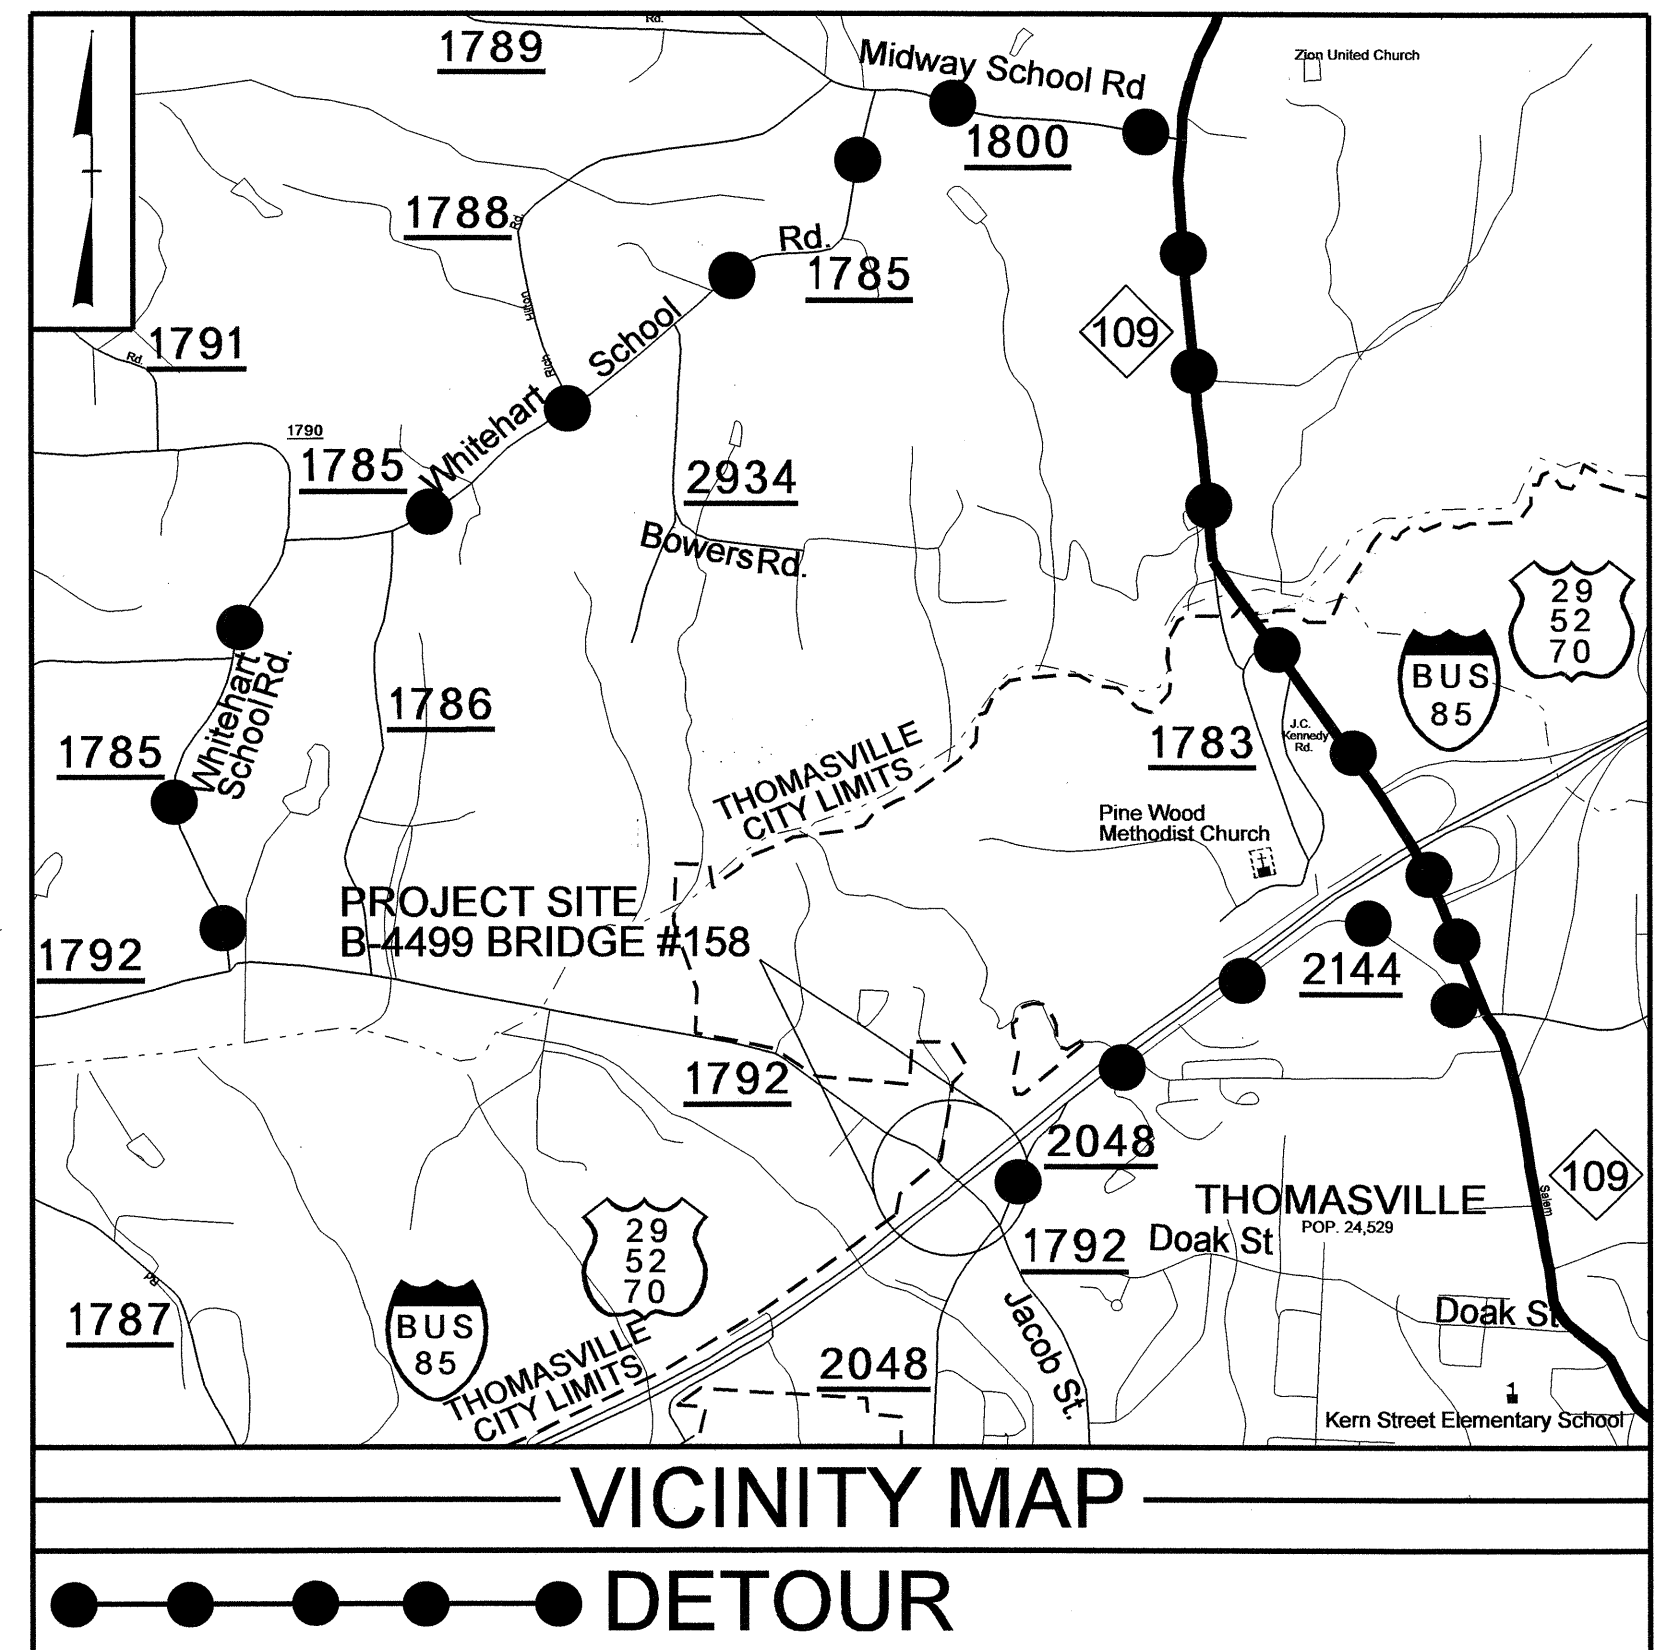 Rd.
1789
Midway School Rd
Zion United Church
1800
1788
Rd.
Rd.
1785
Hilton
109
School
1791
Rd.
Rich
Whitehart
1790
1785
2934
Bowers Rd.
29
52
70
BUS
85
Whitehart
School Rd.
1786
J.C.
Kennedy
Rd.
1783
1785
THOMASVILLE
CITY LIMITS
Pine Wood
Methodist Church
PROJECT SITE
B-4499 BRIDGE #158
1792
2144
1792
2048
109
Salem
THOMASVILLE
POP. 24,529
29
52
70
1792
Doak St
Rd
1787
BUS
85
Jacob St.
Doak St
THOMASVILLE
CITY LIMITS
2048
1
Kern Street Elementary School
VICINITY MAP
DETOUR